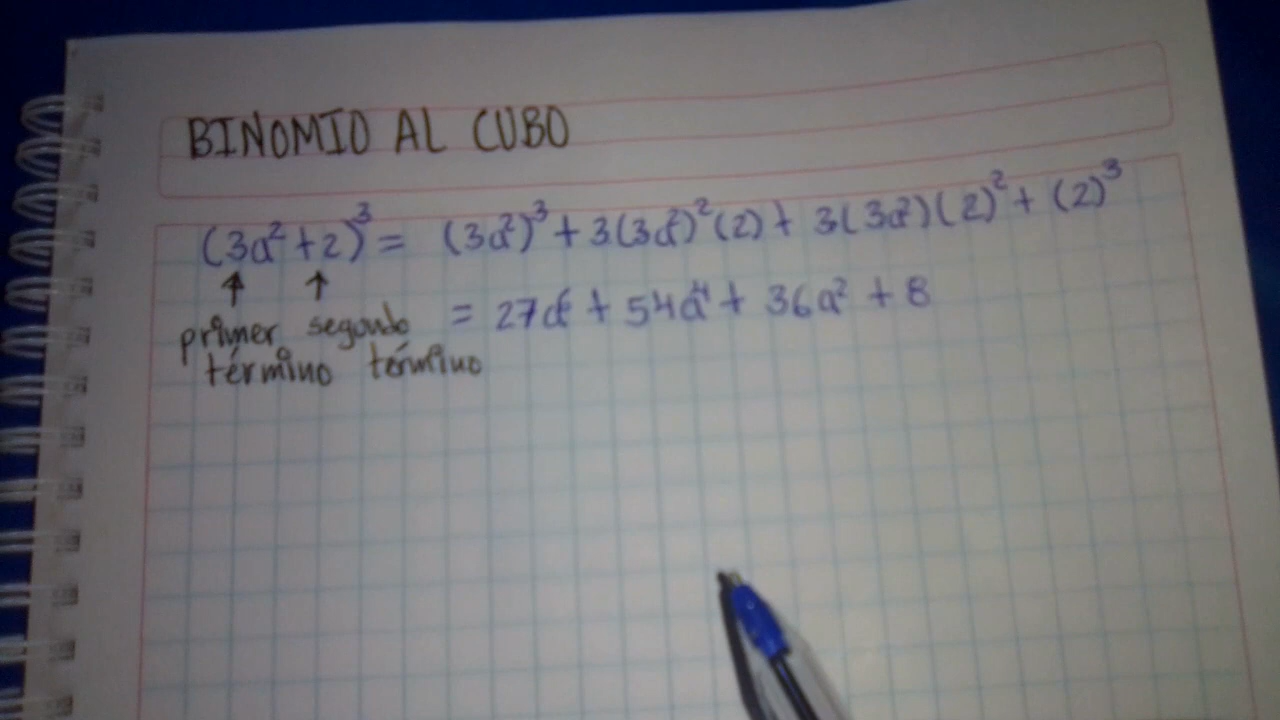 BINOMIO AL CUBO
(3a²+2)³ = (3a²)³ + 3(3a²)²(2) + 3(3a²)(2)² + (2)³
= 27a⁶ + 54a⁴ + 36a² + 8
primer segundo
término término